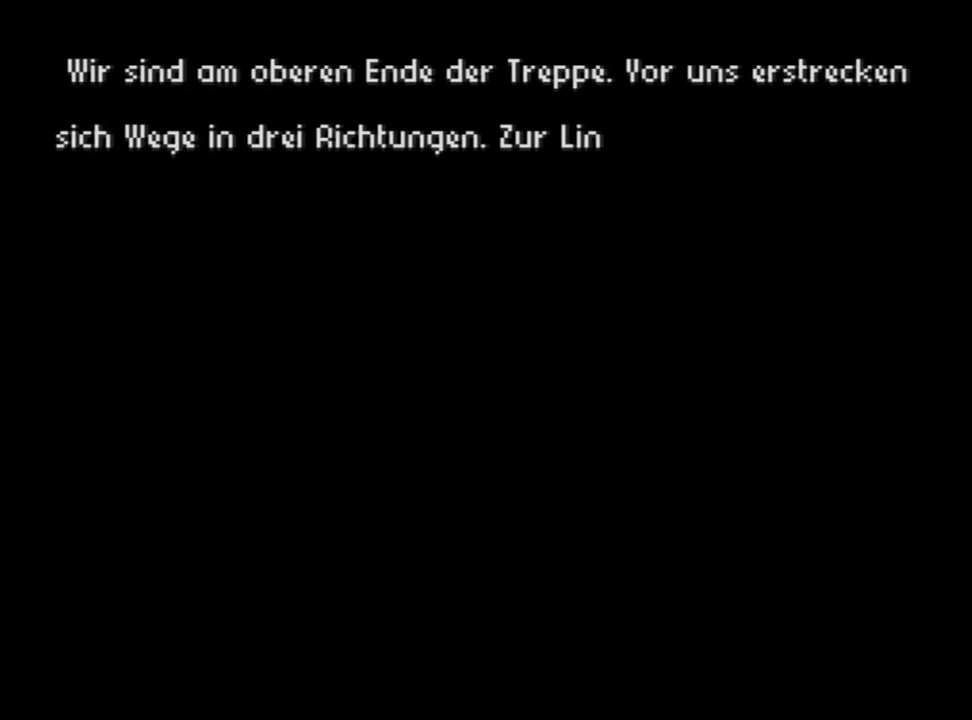 Wir sind am oberen Ende der Treppe. Vor uns erstrecken
sich Wege in drei Richtungen. Zur Lin